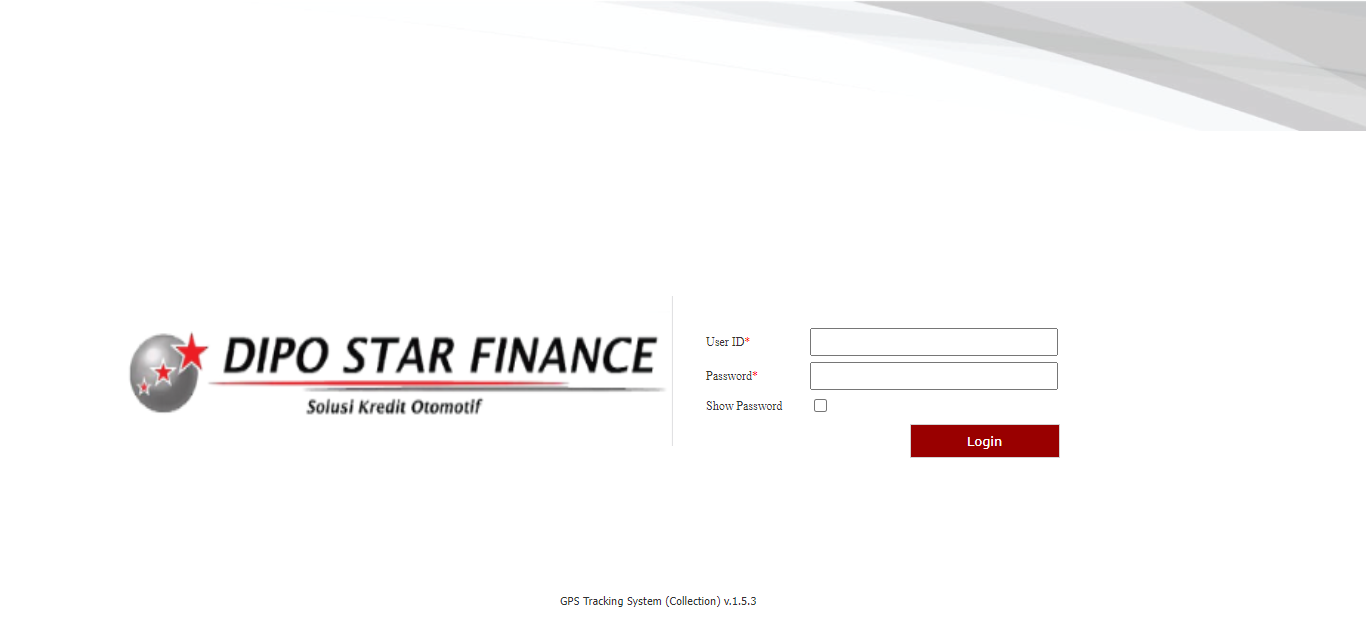 DIPO STAR FINANCE
Solusi Kredit Otomotif
User ID*
Password*
Show Password
Login
GPS Tracking System (Collection) v.1.5.3